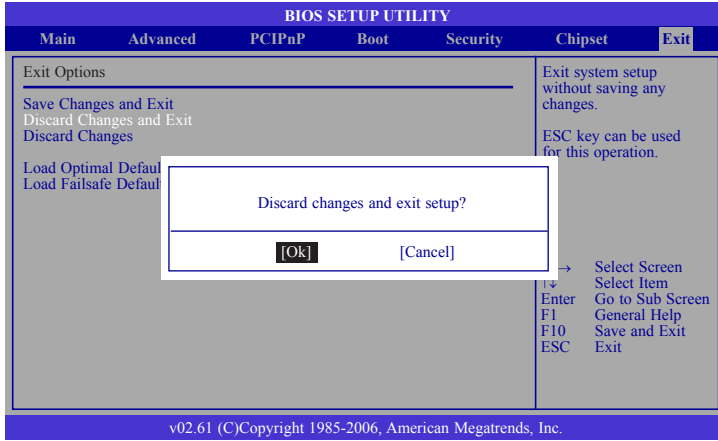 BIOS SETUP UTILITY
Main Advanced PCIPnP Boot Security Chipset Exit
Exit Options
Save Changes and Exit
Discard Changes and Exit
Discard Changes
Load Optimal Defaul
Load Failsafe Defaul
Discard changes and exit setup?
[Ok] [Cancel]
Exit system setup
without saving any
changes.
ESC key can be used
for this operation.
→ Select Screen
↑↓ Select Item
Enter Go to Sub Screen
F1 General Help
F10 Save and Exit
ESC Exit
v02.61 (C)Copyright 1985-2006, American Megatrends, Inc.